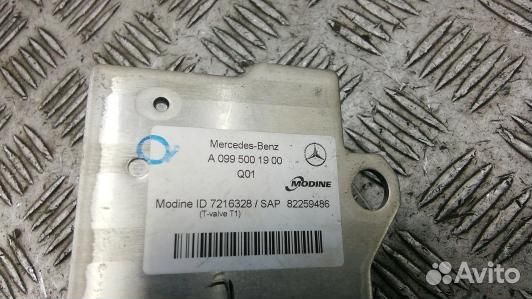 Mercedes-Benz
A 099 500 19 00
Q01
MODINE
Modine ID 7216328 / SAP 82259486
(T-valve T1)
Avito